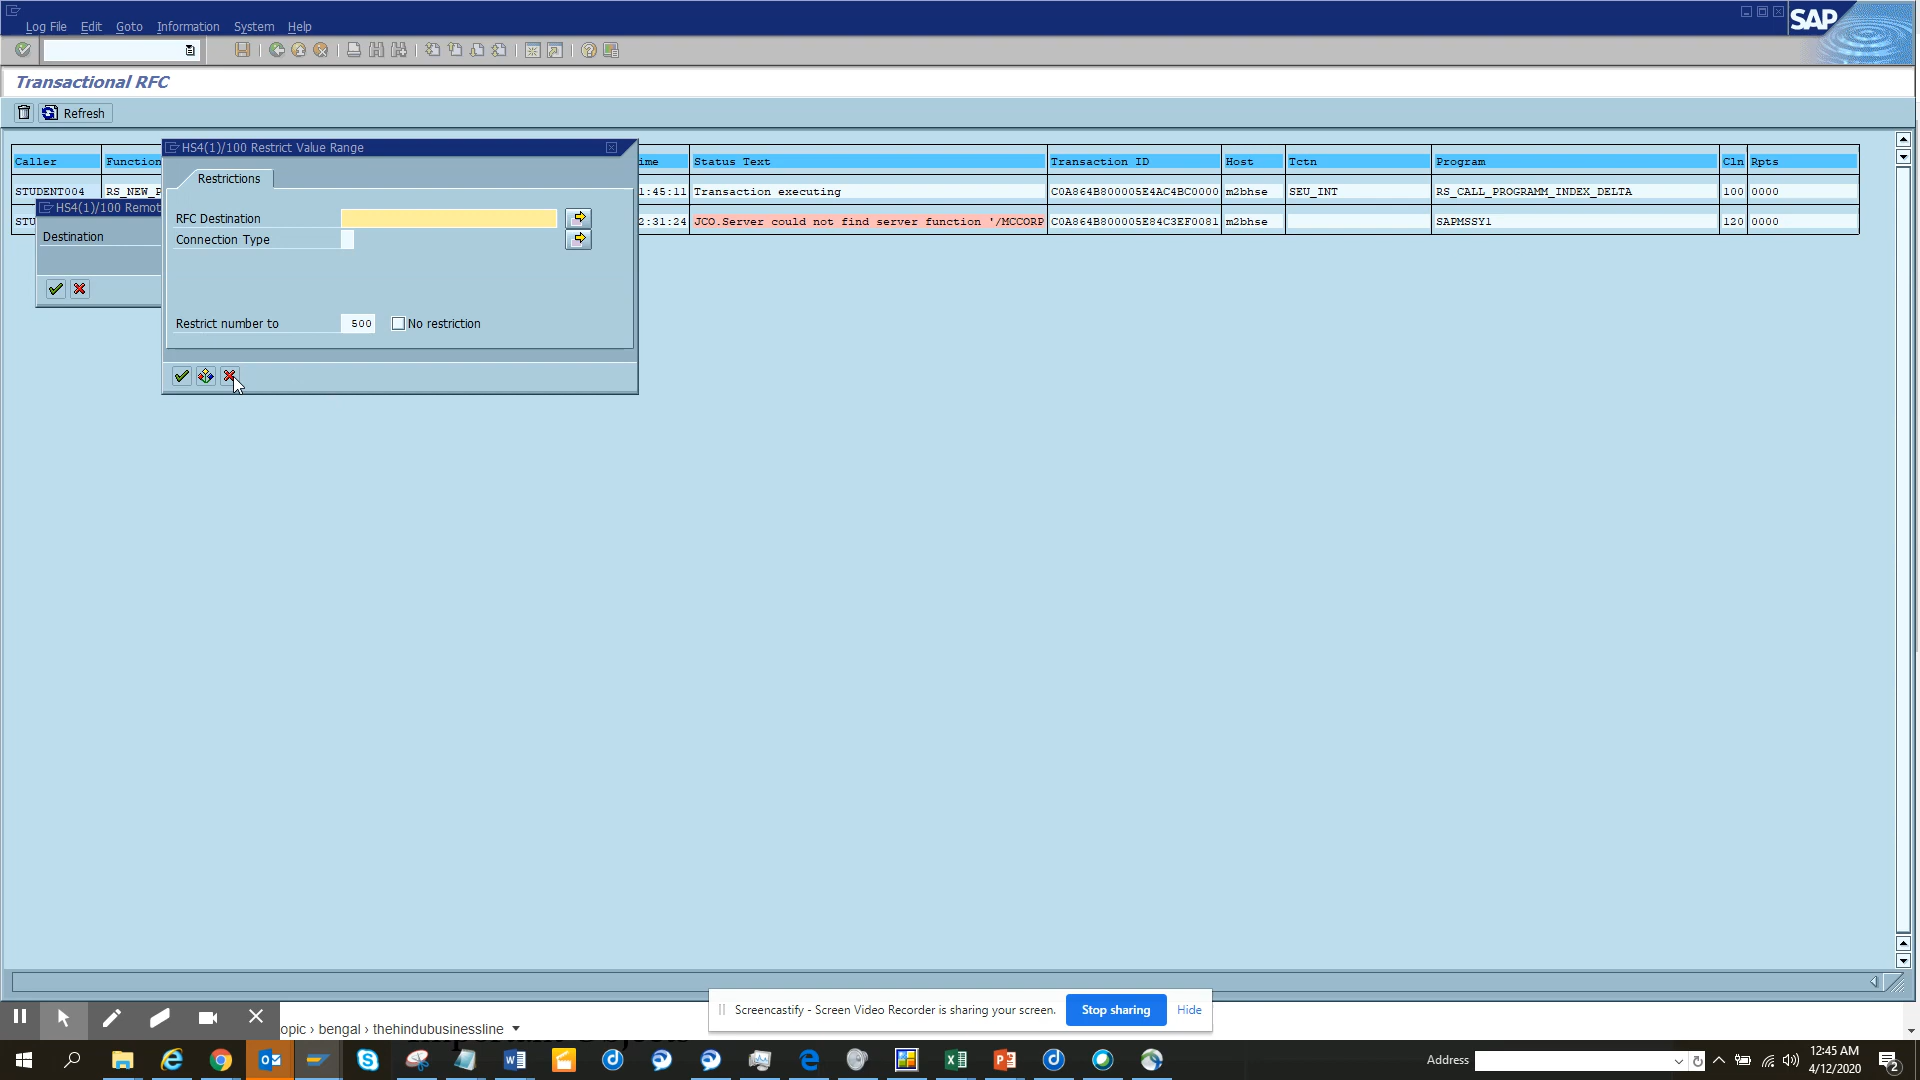 Log File Edit Goto Information System Help
SAP
Transactional RFC
Refresh
HS4(1)/100 Restrict Value Range
Restrictions
RFC Destination
Connection Type
Restrict number to 500 No restriction
HS4(1)/100 Remot
Destination
Caller Function ime Status Text Transaction ID Host Tctn Program Cln Rpts
STUDENT004 RS_NEW_P 1:45:11 Transaction executing C0A864B800005E4AC4BC0000 m2bhse SEU_INT RS_CALL_PROGRAMM_INDEX_DELTA 100 0000
STU 2:31:24 JCO.Server could not find server function '/MCCORP C0A864B800005E84C3EF0081 m2bhse SAPMSSY1 120 0000
Screencastify - Screen Video Recorder is sharing your screen. Stop sharing Hide
opic › bengal › thehindubusinessline
Important Objects
Address
12:45 AM
4/12/2020
2